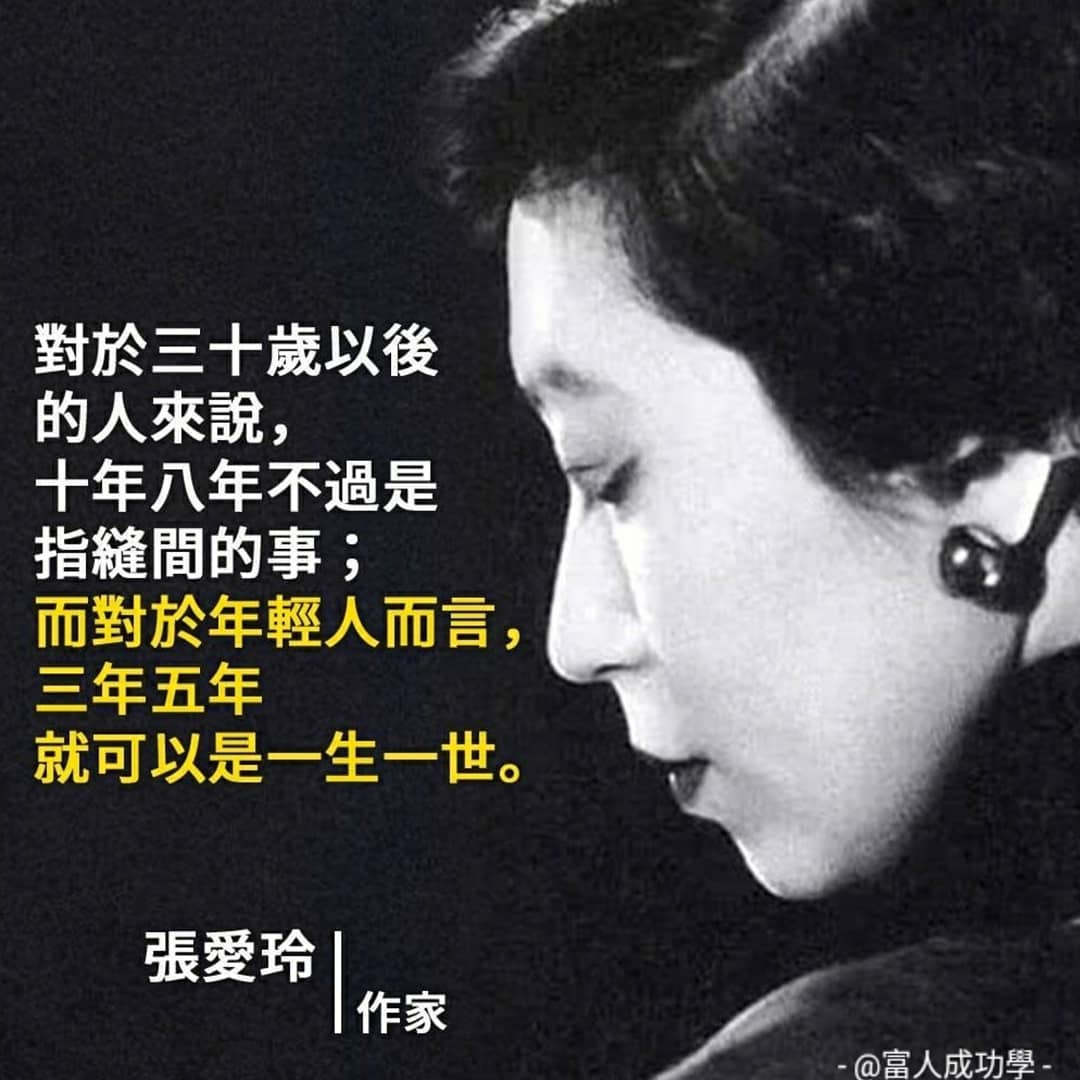 對於三十歲以後
的人來說，
十年八年不過是
指縫間的事；
而對於年輕人而言，
三年五年
就可以是一生一世。
張愛玲
作家
- @富人成功學 -